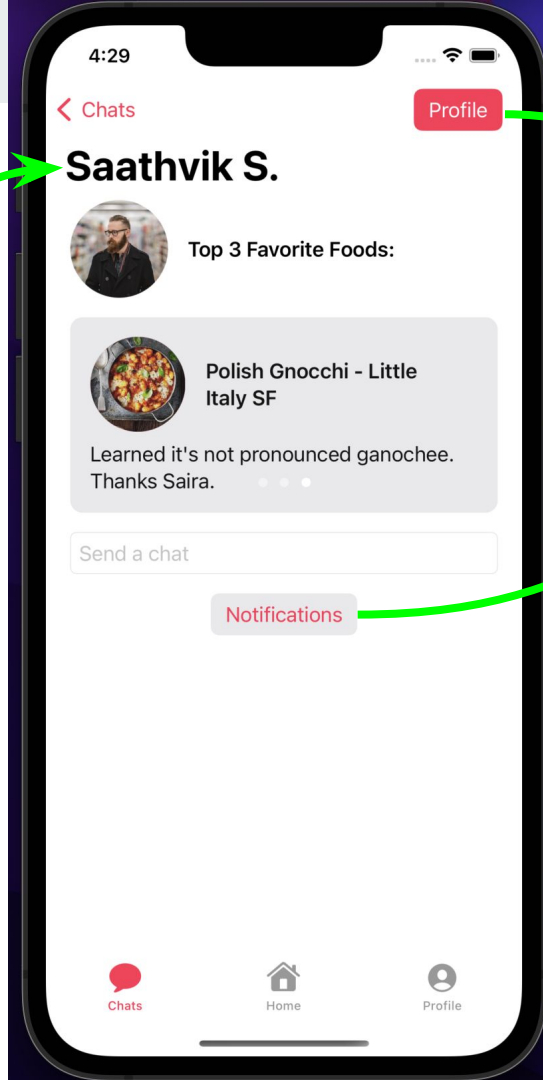 4:29
Chats
Profile
Saathvik S.
Top 3 Favorite Foods:
Polish Gnocchi - Little
Italy SF
Learned it's not pronounced ganochee.
Thanks Saira.
Send a chat
Notifications
Chats
Home
Profile